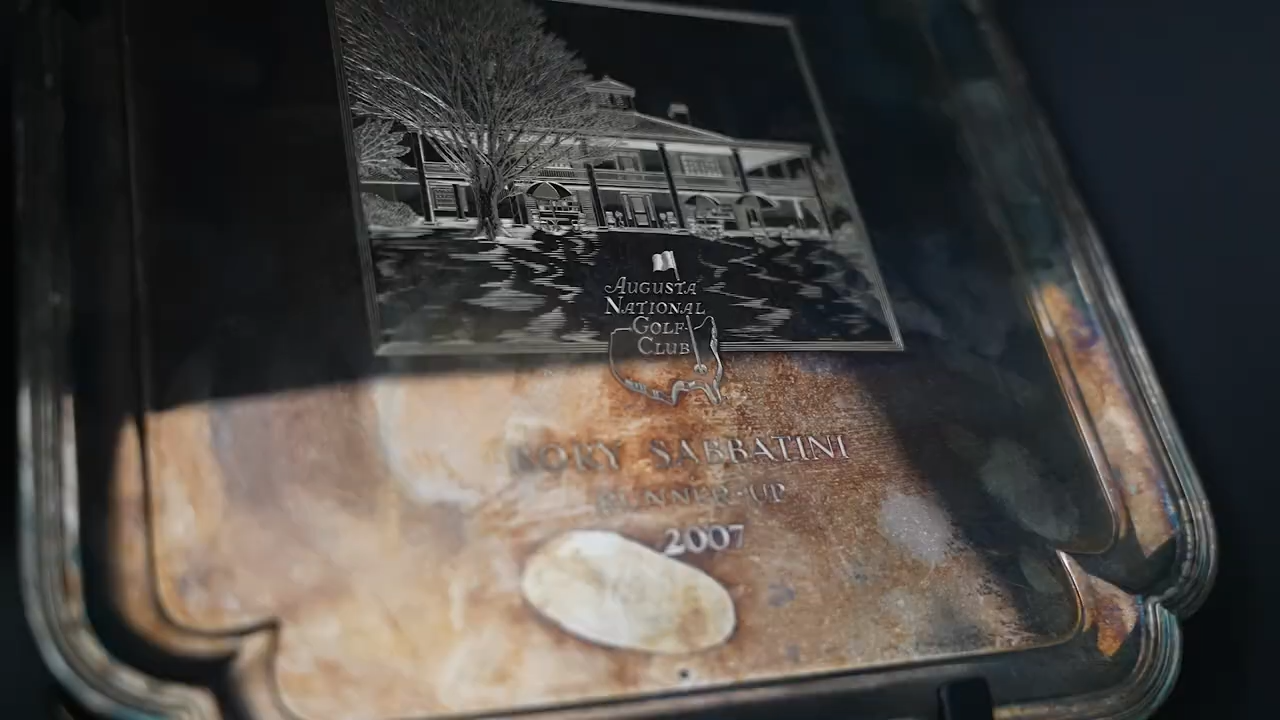 AUGUSTA
NATIONAL
GOLF
CLUB
RORY SABBATINI
RUNNER-UP
2007